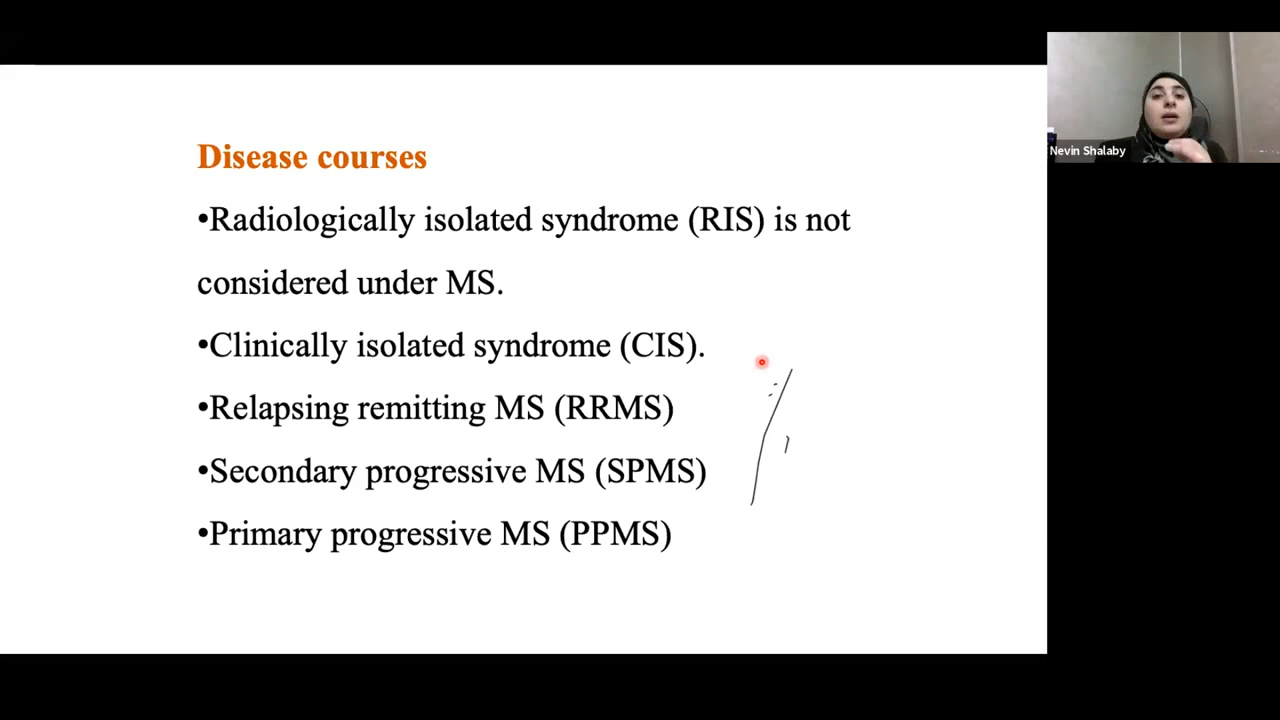 Disease courses
•Radiologically isolated syndrome (RIS) is not
considered under MS.
•Clinically isolated syndrome (CIS).
•Relapsing remitting MS (RRMS)
•Secondary progressive MS (SPMS)
•Primary progressive MS (PPMS)
Nevin Shalaby